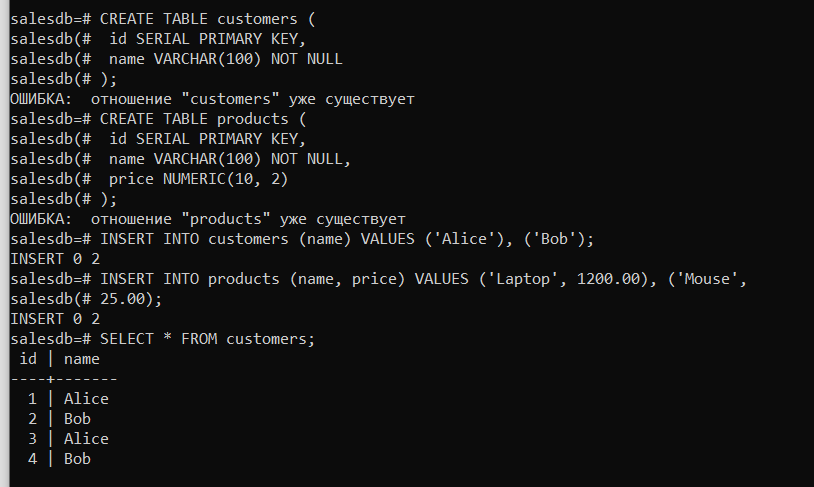 salesdb=# CREATE TABLE customers (
salesdb(#  id SERIAL PRIMARY KEY,
salesdb(#  name VARCHAR(100) NOT NULL
salesdb(# );
ОШИБКА:  отношение "customers" уже существует
salesdb=# CREATE TABLE products (
salesdb(#  id SERIAL PRIMARY KEY,
salesdb(#  name VARCHAR(100) NOT NULL,
salesdb(#  price NUMERIC(10, 2)
salesdb(# );
ОШИБКА:  отношение "products" уже существует
salesdb=# INSERT INTO customers (name) VALUES ('Alice'), ('Bob');
INSERT 0 2
salesdb=# INSERT INTO products (name, price) VALUES ('Laptop', 1200.00), ('Mouse',
salesdb(# 25.00);
INSERT 0 2
salesdb=# SELECT * FROM customers;
 id | name
----+-------
  1 | Alice
  2 | Bob
  3 | Alice
  4 | Bob